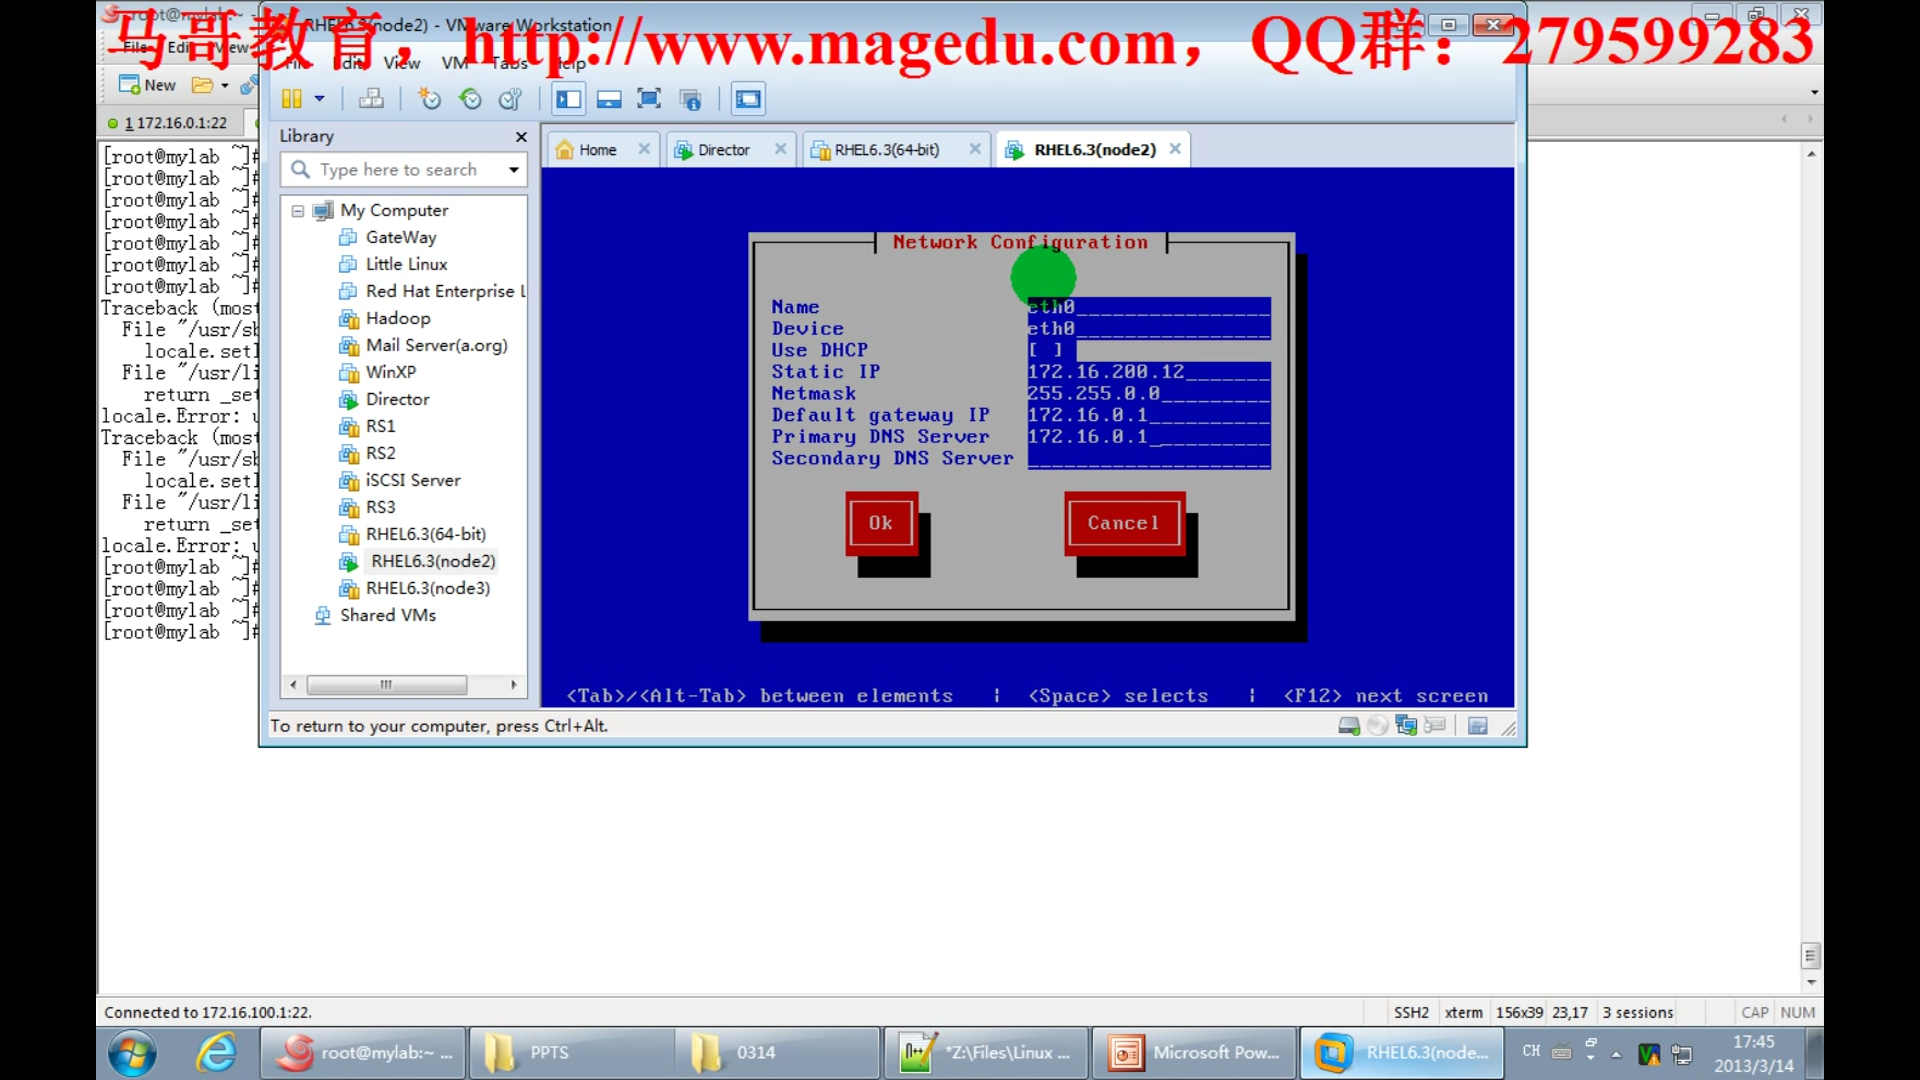 马哥教育，http://www.magedu.com，QQ群：279599283
RHEL6.3(node2) - VMware Workstation
File Edit View
Edit View VM Tabs Help
New
1 172.16.0.1:22
Library
Type here to search
My Computer
GateWay
Little Linux
Red Hat Enterprise L
Hadoop
Mail Server(a.org)
WinXP
Director
RS1
RS2
iSCSI Server
RS3
RHEL6.3(64-bit)
RHEL6.3(node2)
RHEL6.3(node3)
Shared VMs
Home
Director
RHEL6.3(64-bit)
RHEL6.3(node2)
[root@mylab ~]#
[root@mylab ~]#
[root@mylab ~]#
[root@mylab ~]#
[root@mylab ~]#
[root@mylab ~]#
[root@mylab ~]#
Traceback (most
File "/usr/sb
locale.setl
File "/usr/li
return _set
locale.Error: u
Traceback (most
File "/usr/sb
locale.setl
File "/usr/li
return _set
locale.Error: u
[root@mylab ~]#
[root@mylab ~]#
[root@mylab ~]#
[root@mylab ~]#
Network Configuration
Name eth0
Device eth0
Use DHCP [ ]
Static IP 172.16.200.12
Netmask 255.255.0.0
Default gateway IP 172.16.0.1
Primary DNS Server 172.16.0.1
Secondary DNS Server
Ok Cancel
<Tab>/<Alt-Tab> between elements | <Space> selects | <F12> next screen
To return to your computer, press Ctrl+Alt.
Connected to 172.16.100.1:22.
SSH2 xterm 156x39 23,17 3 sessions CAP NUM
root@mylab:~ ...
PPTS
0314
*Z:\Files\Linux ...
Microsoft Pow...
RHEL6.3(node...
CH
17:45
2013/3/14